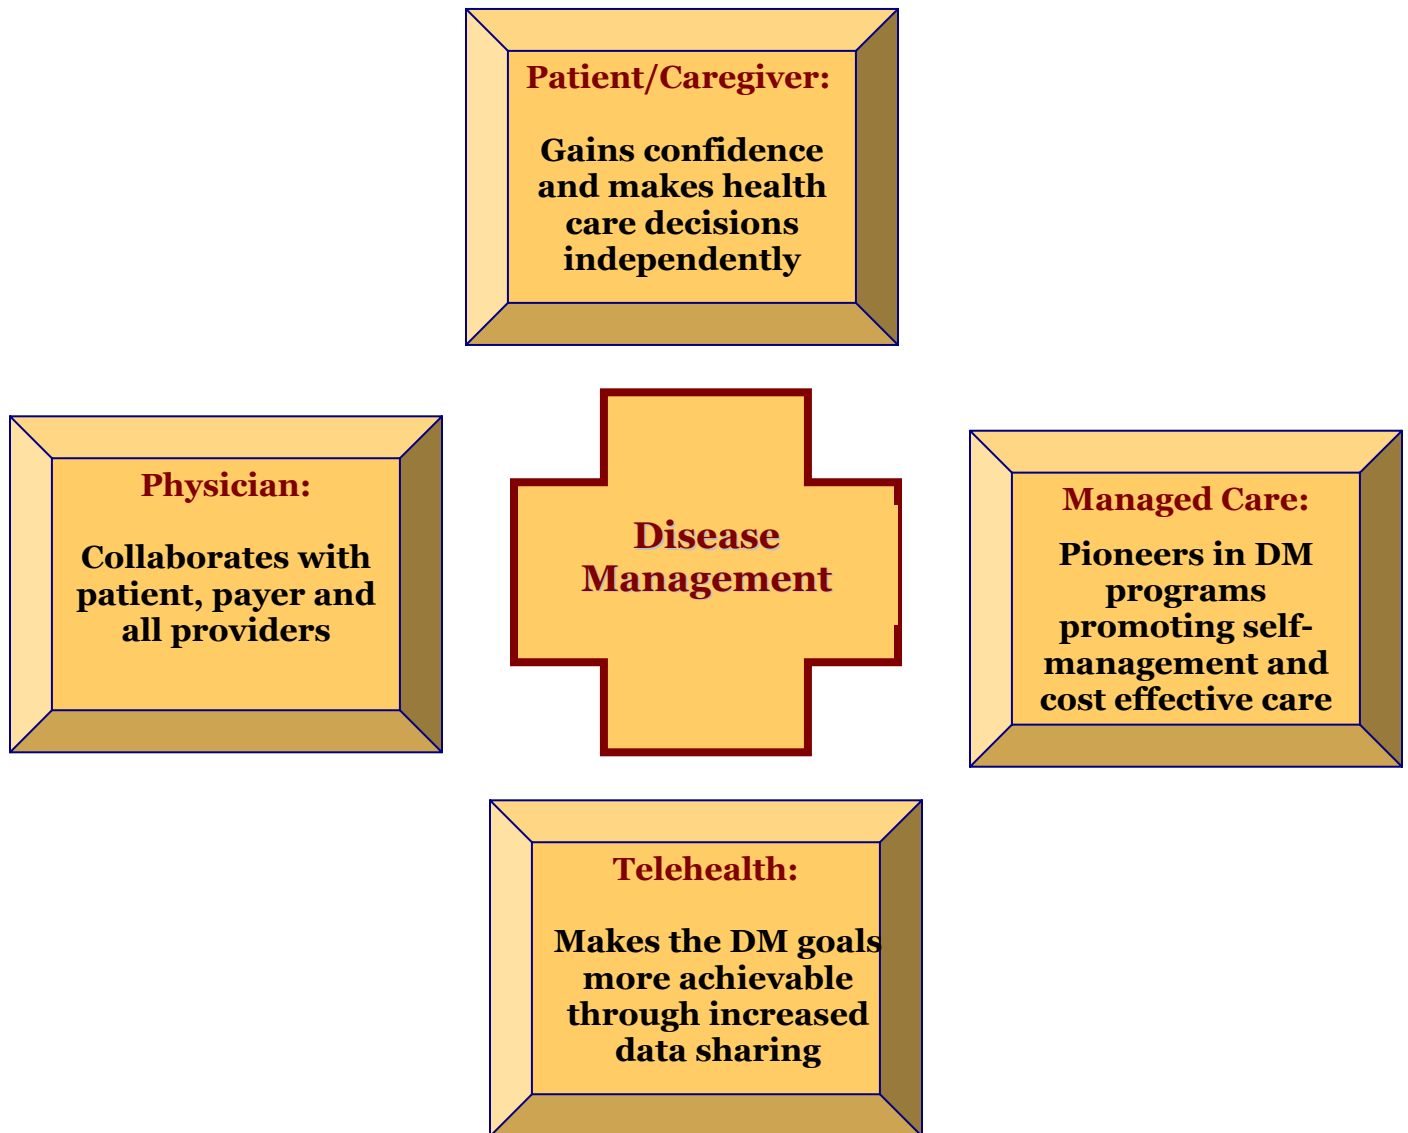 Patient/Caregiver:
Gains confidence
and makes health
care decisions
independently
Physician:
Collaborates with
patient, payer and
all providers
Disease
Management
Managed Care:
Pioneers in DM
programs
promoting self-
management and
cost effective care
Telehealth:
Makes the DM goals
more achievable
through increased
data sharing